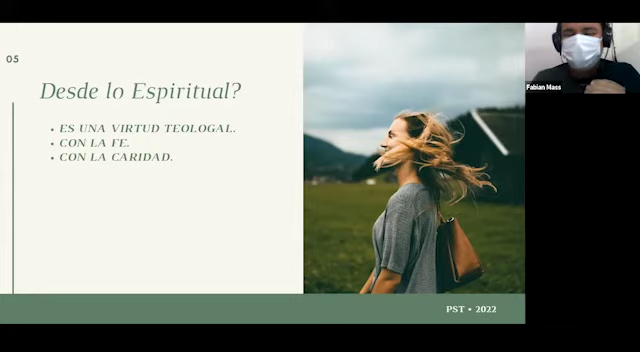 05
Desde lo Espiritual?
• ES UNA VIRTUD TEOLOGAL.
• CON LA FE.
• CON LA CARIDAD.
PST • 2022
Fabian Mass